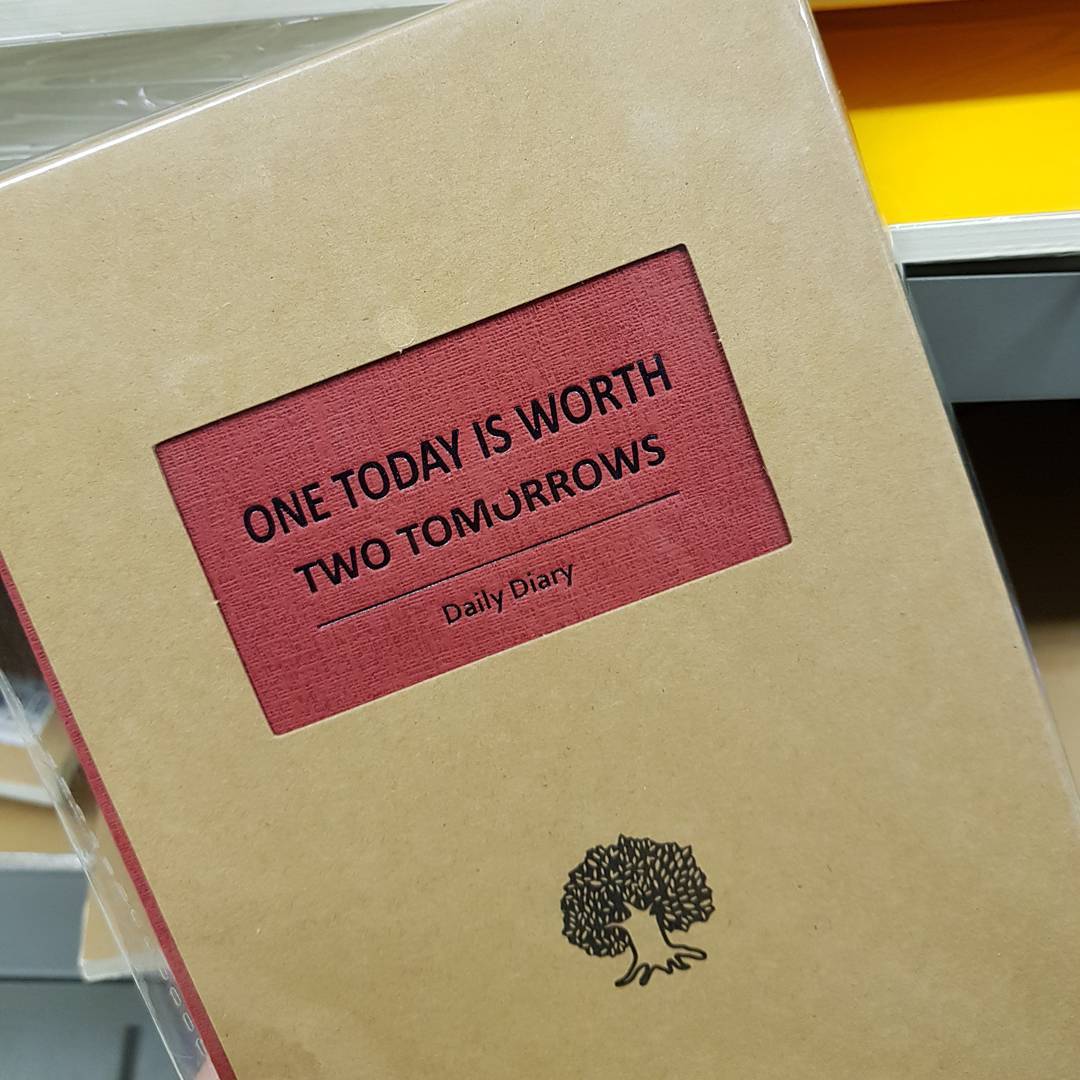 ONE TODAY IS WORTH
TWO TOMORROWS
Daily Diary